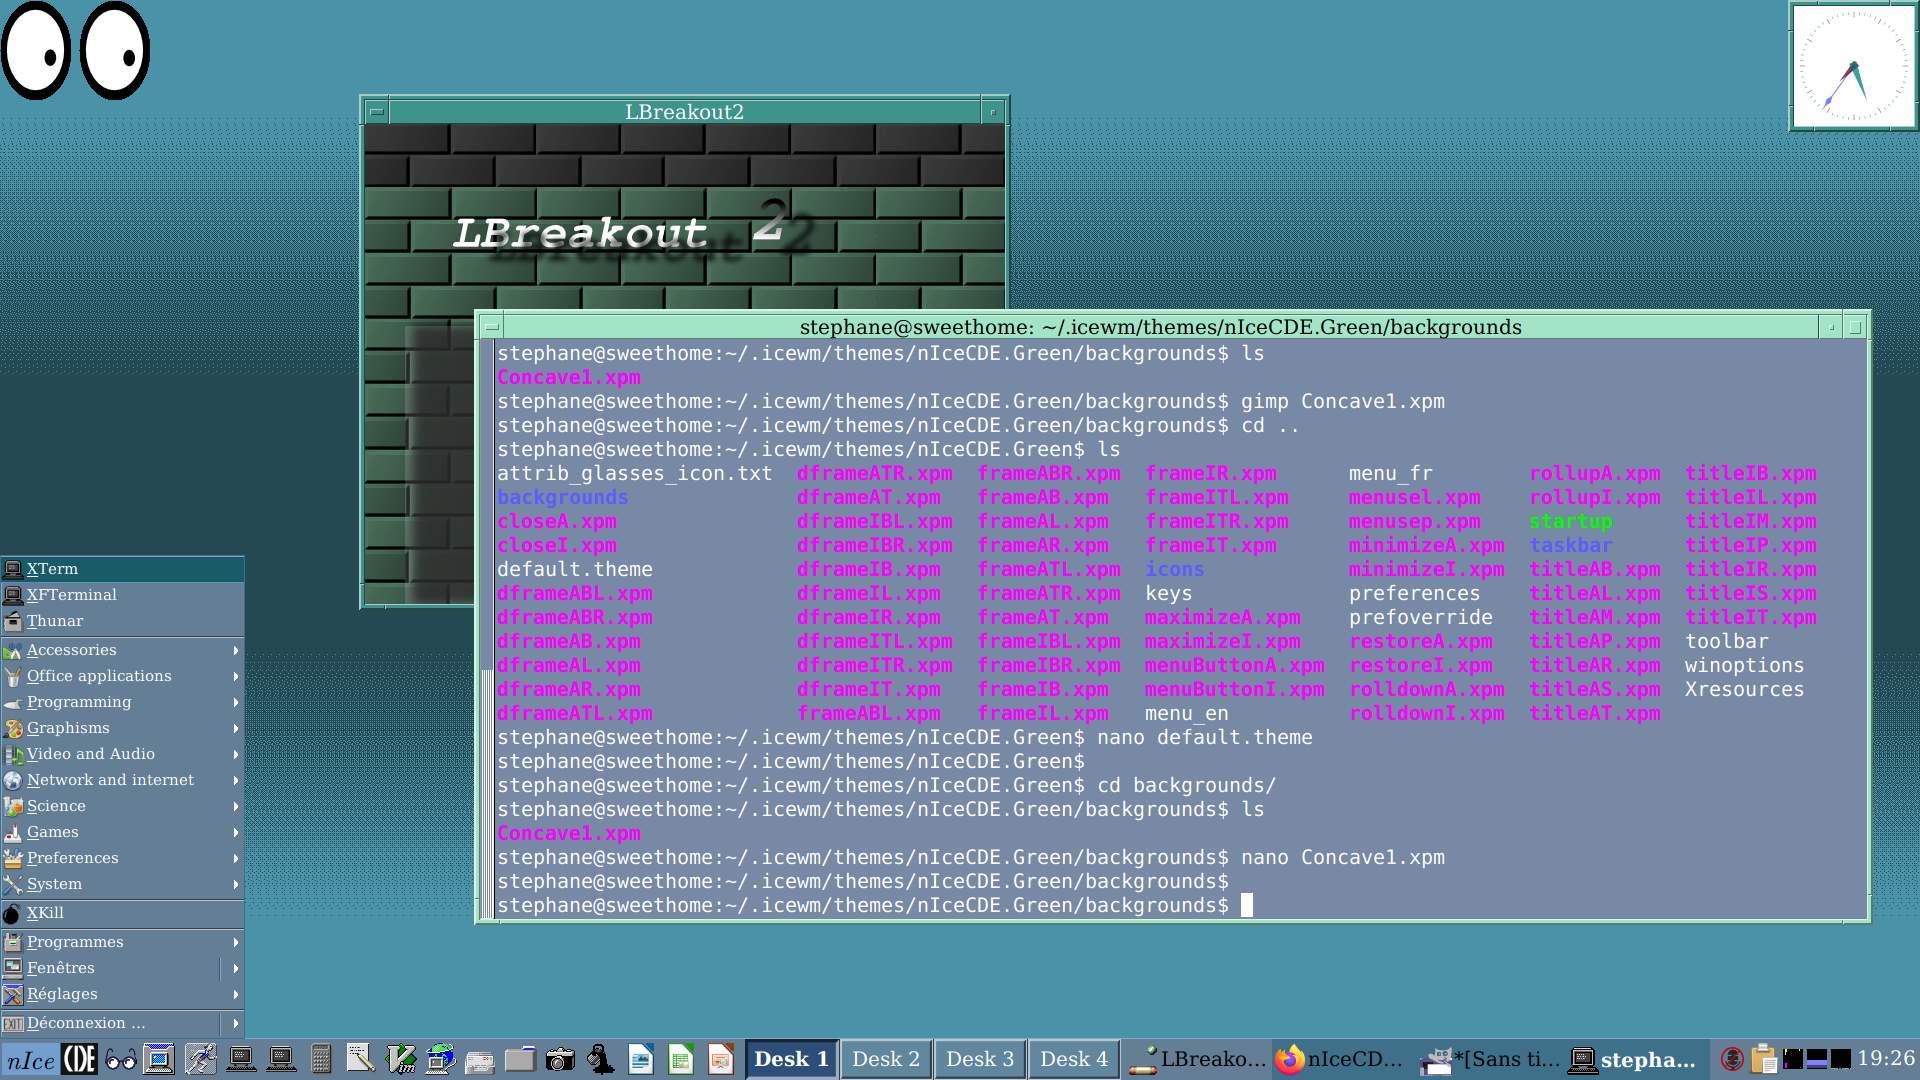 LBreakout2
LBreakout 2
stephane@sweethome: ~/.icewm/themes/nIceCDE.Green/backgrounds
stephane@sweethome:~/.icewm/themes/nIceCDE.Green/backgrounds$ ls
Concave1.xpm
stephane@sweethome:~/.icewm/themes/nIceCDE.Green/backgrounds$ gimp Concave1.xpm
stephane@sweethome:~/.icewm/themes/nIceCDE.Green/backgrounds$ cd ..
stephane@sweethome:~/.icewm/themes/nIceCDE.Green$ ls
attrib_glasses_icon.txt dframeATR.xpm frameABR.xpm frameIR.xpm menu_fr rollupA.xpm titleIB.xpm
backgrounds dframeAT.xpm frameAB.xpm frameITL.xpm menusel.xpm rollupI.xpm titleIL.xpm
closeA.xpm dframeIBL.xpm frameAL.xpm frameITR.xpm menusep.xpm startup titleIM.xpm
closeI.xpm dframeIBR.xpm frameAR.xpm frameIT.xpm minimizeA.xpm taskbar titleIP.xpm
default.theme dframeIB.xpm frameATL.xpm icons minimizeI.xpm titleAB.xpm titleIR.xpm
dframeABL.xpm dframeIL.xpm frameATR.xpm keys preferences titleAL.xpm titleIS.xpm
dframeABR.xpm dframeIR.xpm frameAT.xpm maximizeA.xpm prefoverride titleAM.xpm titleIT.xpm
dframeAB.xpm dframeITL.xpm frameIBL.xpm maximizeI.xpm restoreA.xpm titleAP.xpm toolbar
dframeAL.xpm dframeITR.xpm frameIBR.xpm menuButtonA.xpm restoreI.xpm titleAR.xpm winoptions
dframeAR.xpm dframeIT.xpm frameIB.xpm menuButtonI.xpm rolldownA.xpm titleAS.xpm Xresources
dframeATL.xpm frameABL.xpm frameIL.xpm menu_en rolldownI.xpm titleAT.xpm
stephane@sweethome:~/.icewm/themes/nIceCDE.Green$ nano default.theme
stephane@sweethome:~/.icewm/themes/nIceCDE.Green$
stephane@sweethome:~/.icewm/themes/nIceCDE.Green$ cd backgrounds/
stephane@sweethome:~/.icewm/themes/nIceCDE.Green/backgrounds$ ls
Concave1.xpm
stephane@sweethome:~/.icewm/themes/nIceCDE.Green/backgrounds$ nano Concave1.xpm
stephane@sweethome:~/.icewm/themes/nIceCDE.Green/backgrounds$
stephane@sweethome:~/.icewm/themes/nIceCDE.Green/backgrounds$
XTerm
XFTerminal
Thunar
Accessories
Office applications
Programming
Graphisms
Video and Audio
Network and internet
Science
Games
Preferences
System
XKill
Programmes
Fenêtres
Réglages
EXIT Déconnexion ...
nIce CDE Vim Desk 1 Desk 2 Desk 3 Desk 4 LBreako... nIceCD... *[Sans ti... stepha... 19:26